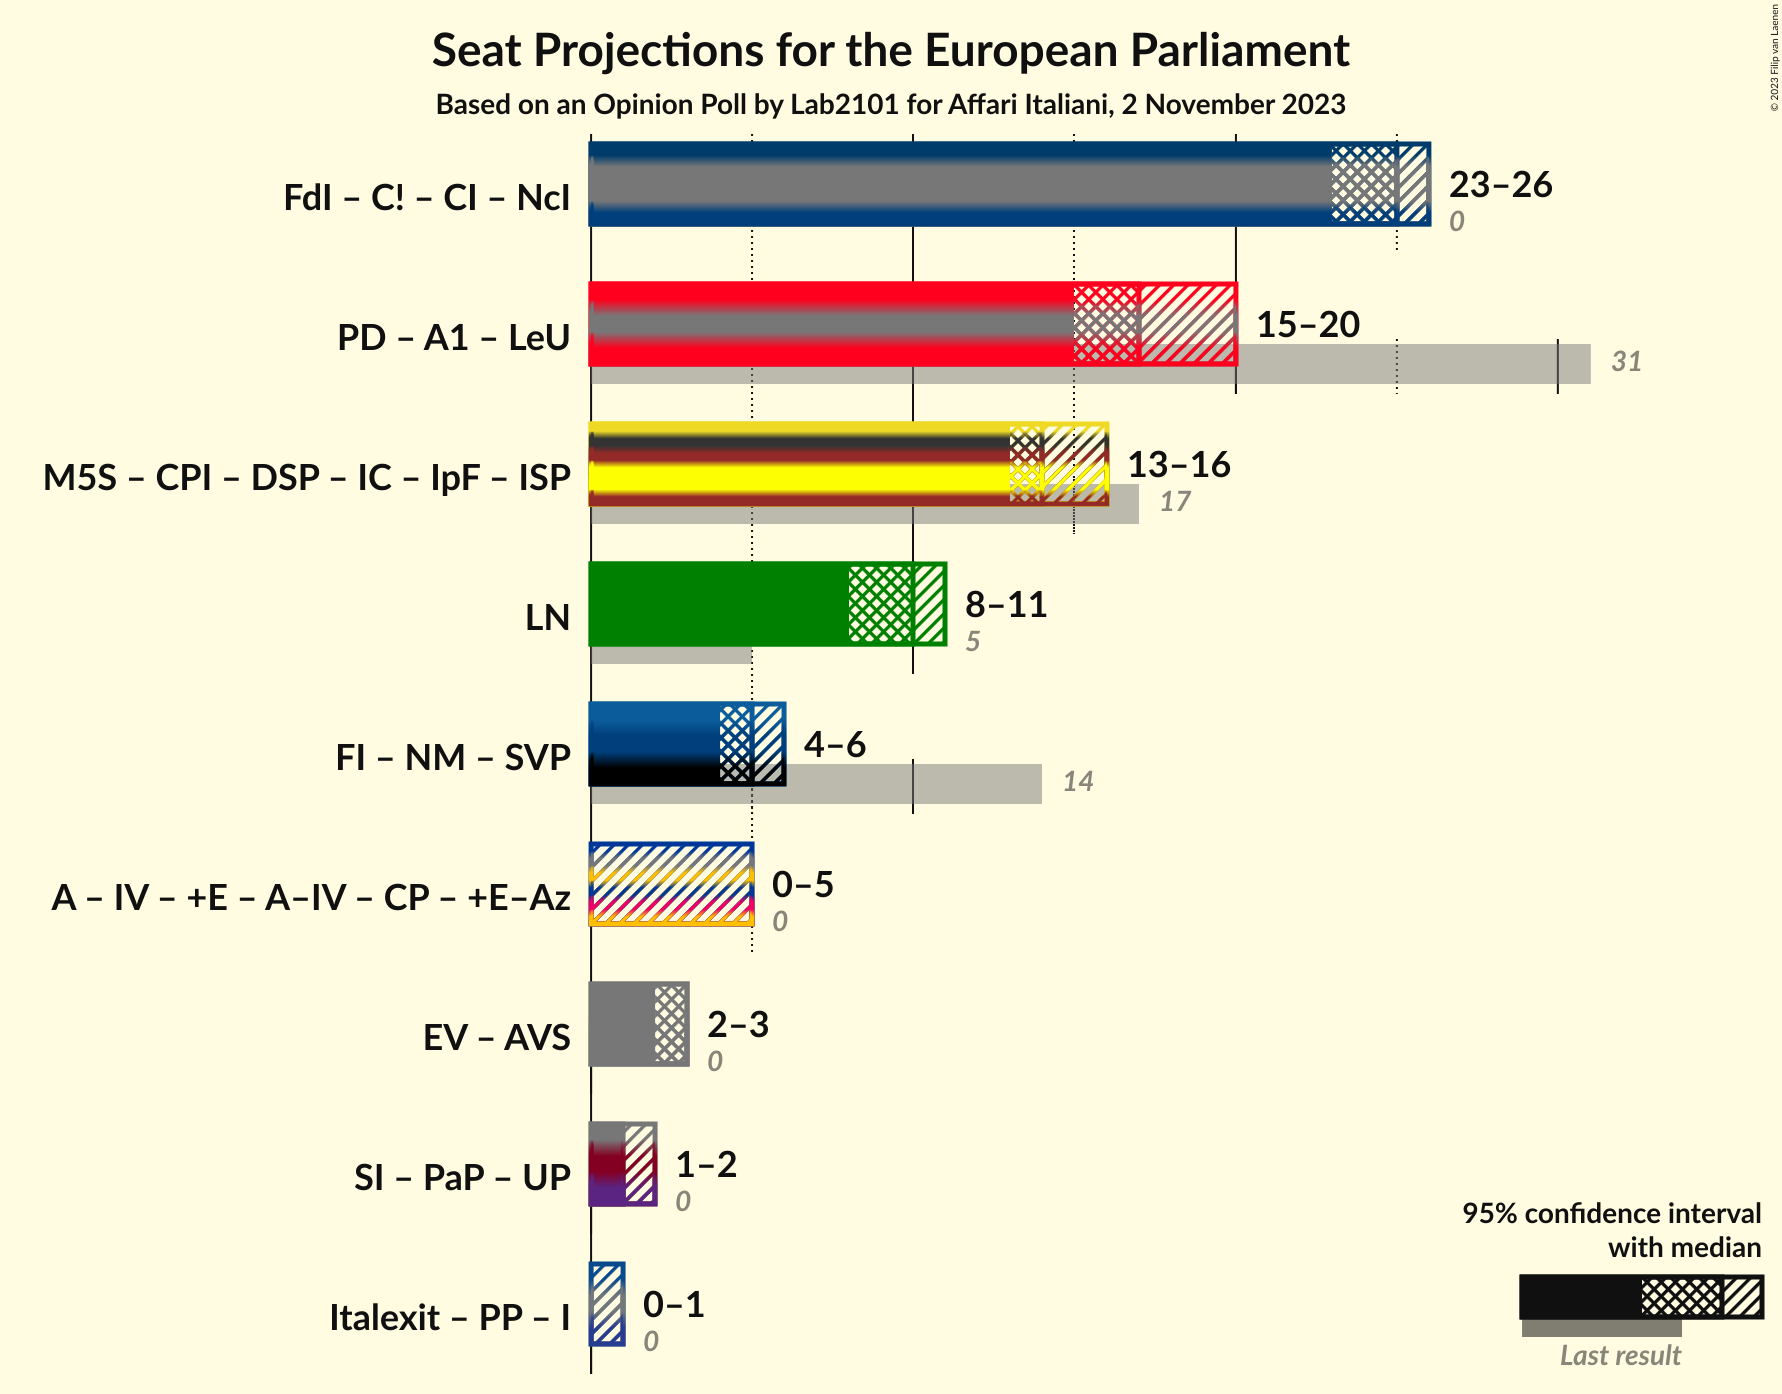 Seat Projections for the European Parliament
Based on an Opinion Poll by Lab2101 for Affari Italiani, 2 November 2023
© 2023 Filip van Laenen
FdI – C! – CI – NcI
23–26
0
PD – A1 – LeU
15–20
31
M5S – CPI – DSP – IC – IpF – ISP
13–16
17
LN
8–11
5
FI – NM – SVP
4–6
14
A – IV – +E – A–IV – CP – +E–Az
0–5
0
EV – AVS
2–3
0
SI – PaP – UP
1–2
0
Italexit – PP – I
0–1
0
95% confidence interval
with median
Last result